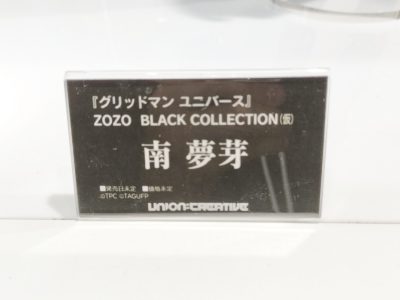 『グリッドマン ユニバース』
ZOZO BLACK COLLECTION(仮)
南 夢芽
■発売日未定 ■価格未定
©TPC ©TAGUFP
UNION CREATIVE